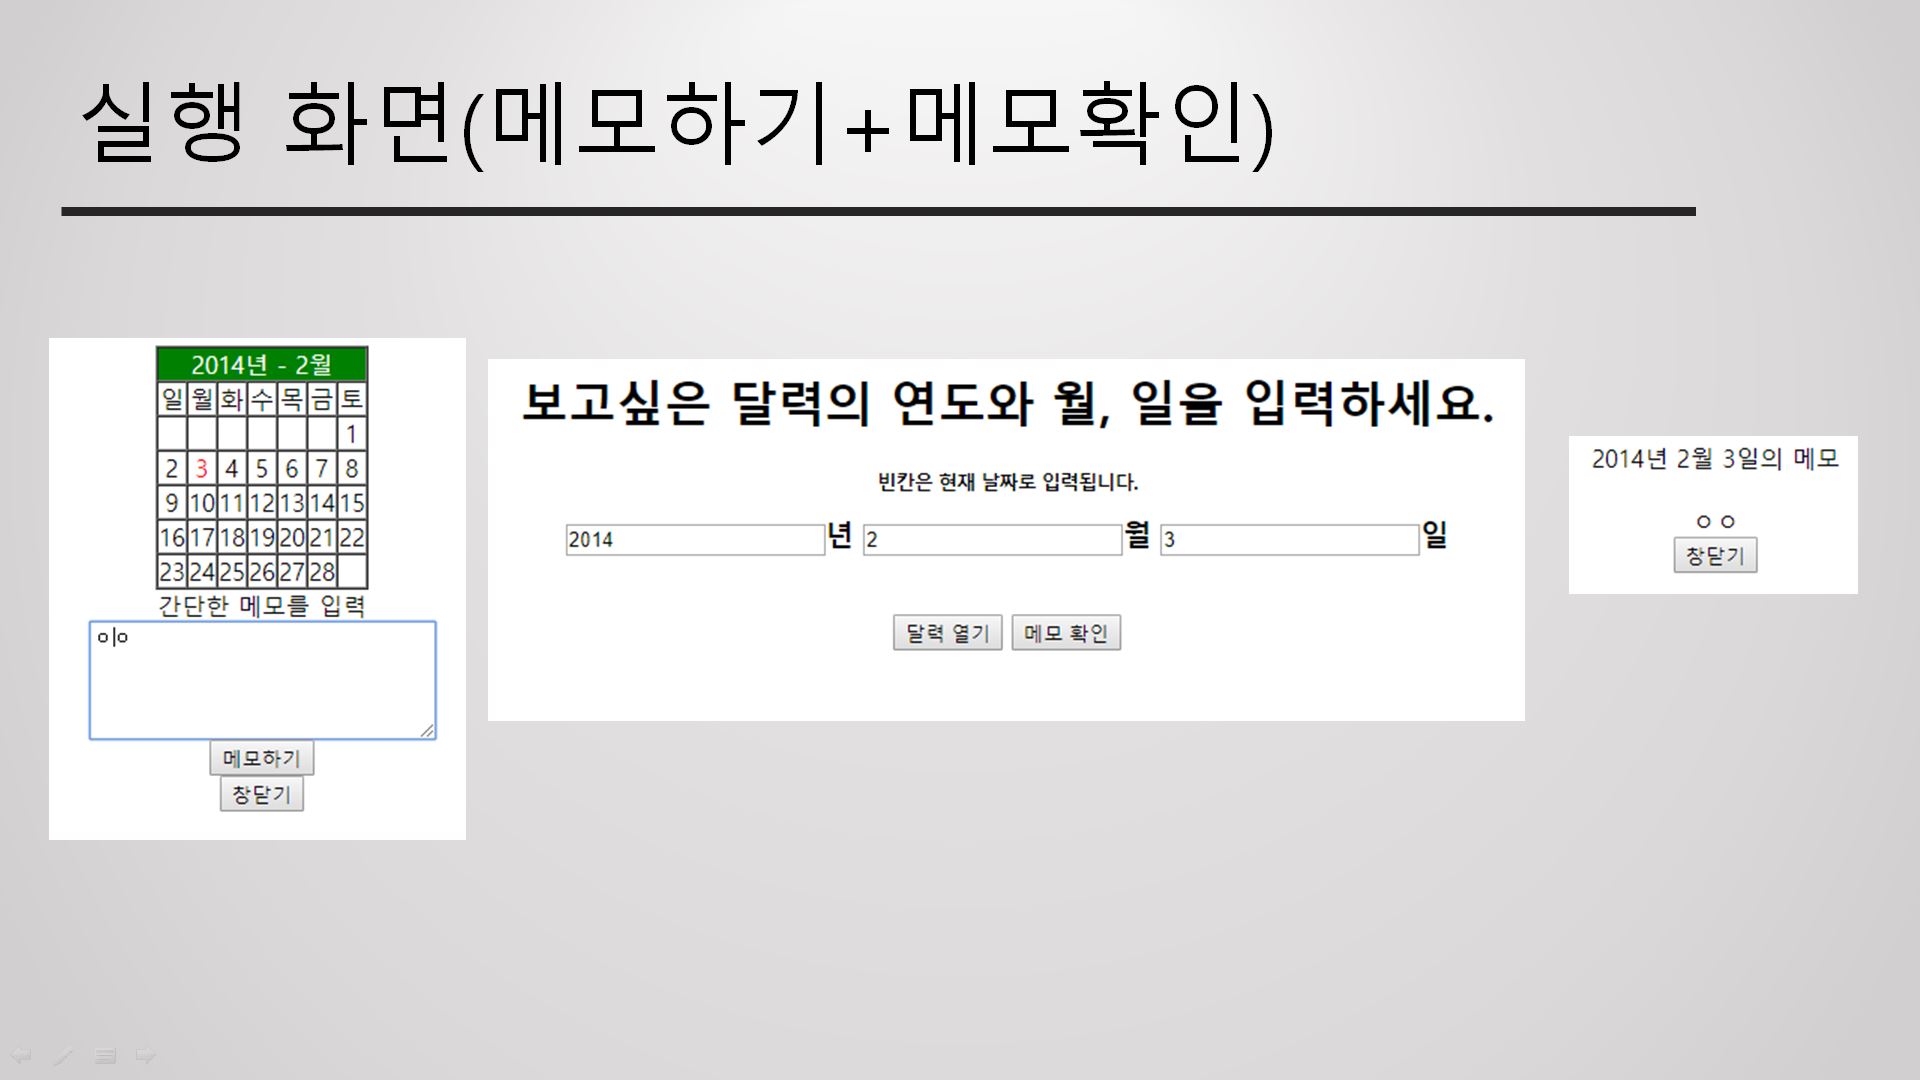 실행 화면(메모하기+메모확인)
2014년 - 2월
일 월 화 수 목 금 토
1
2 3 4 5 6 7 8
9 10 11 12 13 14 15
16 17 18 19 20 21 22
23 24 25 26 27 28
간단한 메모를 입력
ㅇㅇ
메모하기
창닫기
보고싶은 달력의 연도와 월, 일을 입력하세요.
빈칸은 현재 날짜로 입력됩니다.
2014 년 2 월 3 일
달력 열기 메모 확인
2014년 2월 3일의 메모
ㅇㅇ
창닫기